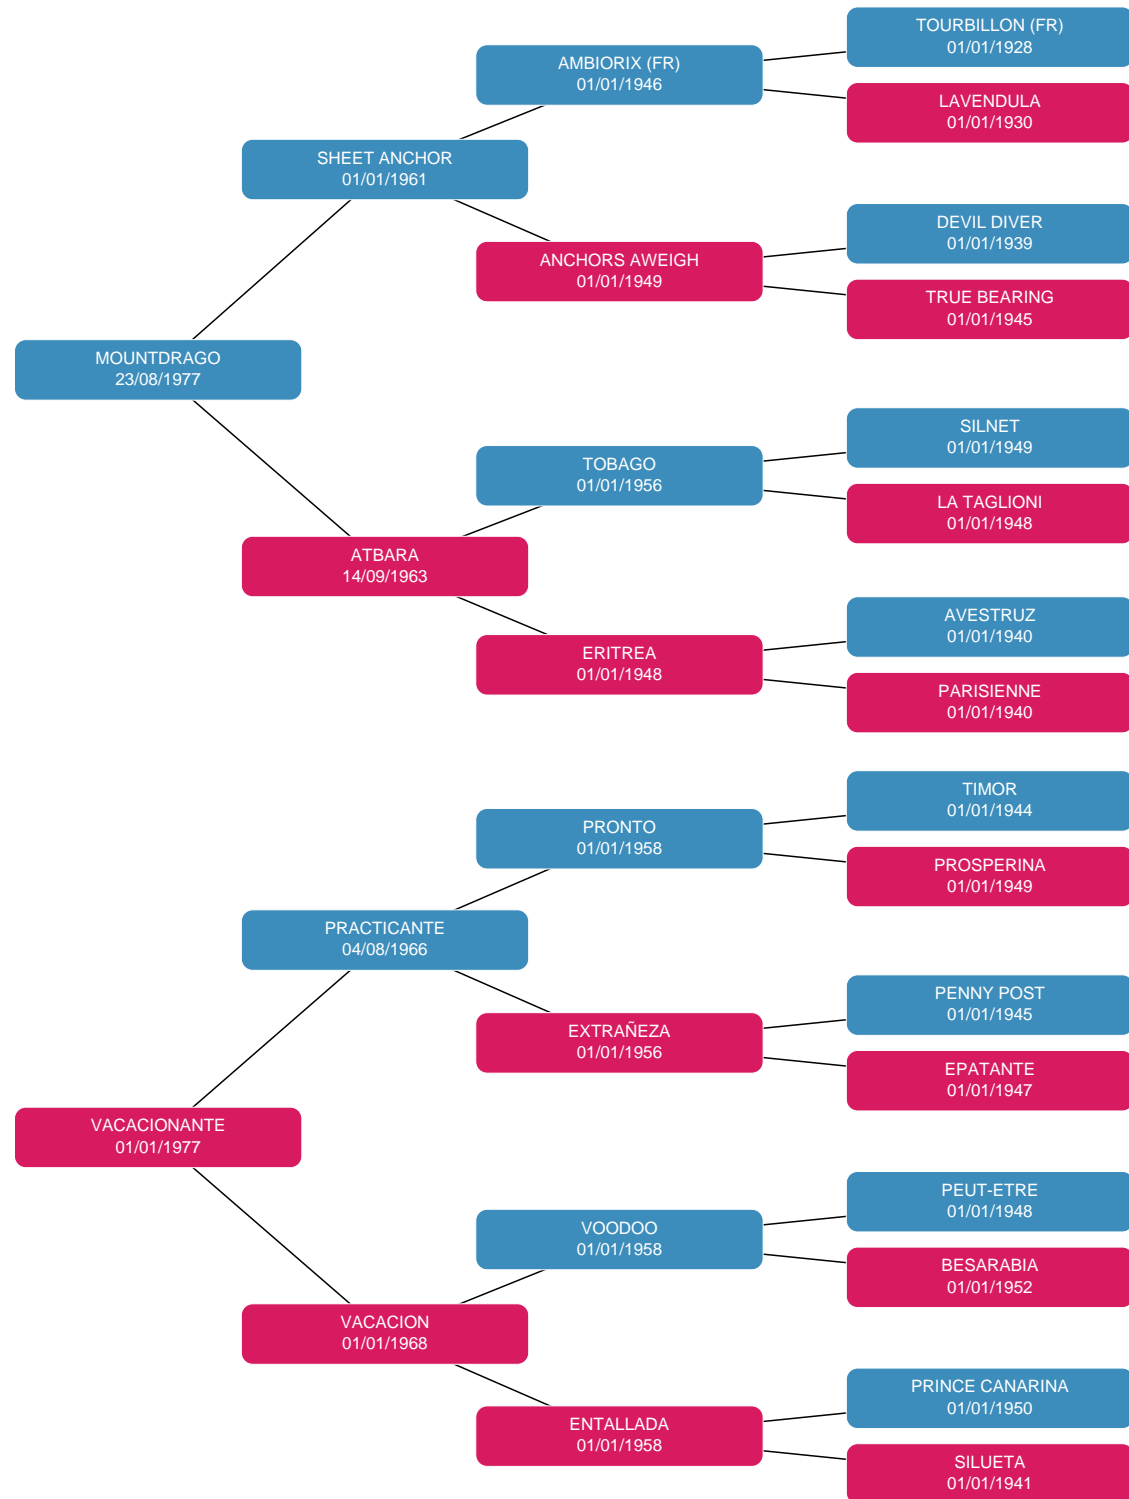 TOURBILLON (FR)
01/01/1928
AMBIORIX (FR)
01/01/1946
LAVENDULA
01/01/1930
SHEET ANCHOR
01/01/1961
DEVIL DIVER
01/01/1939
ANCHORS AWEIGH
01/01/1949
TRUE BEARING
01/01/1945
MOUNTDRAGO
23/08/1977
SILNET
01/01/1949
TOBAGO
01/01/1956
LA TAGLIONI
01/01/1948
ATBARA
14/09/1963
AVESTRUZ
01/01/1940
ERITREA
01/01/1948
PARISIENNE
01/01/1940
TIMOR
01/01/1944
PRONTO
01/01/1958
PROSPERINA
01/01/1949
PRACTICANTE
04/08/1966
PENNY POST
01/01/1945
EXTRAÑEZA
01/01/1956
EPATANTE
01/01/1947
VACACIONANTE
01/01/1977
PEUT-ETRE
01/01/1948
VOODOO
01/01/1958
BESARABIA
01/01/1952
VACACION
01/01/1968
PRINCE CANARINA
01/01/1950
ENTALLADA
01/01/1958
SILUETA
01/01/1941